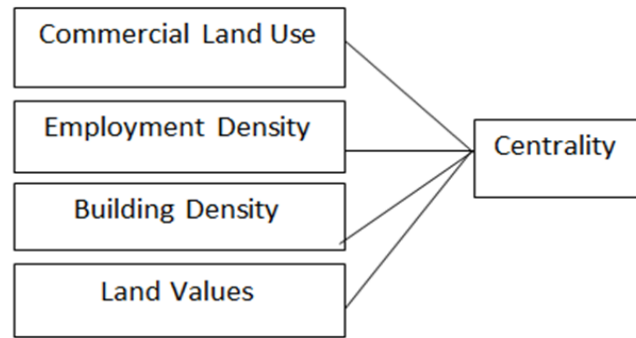 Commercial Land Use
Employment Density
Centrality
Building Density
Land Values